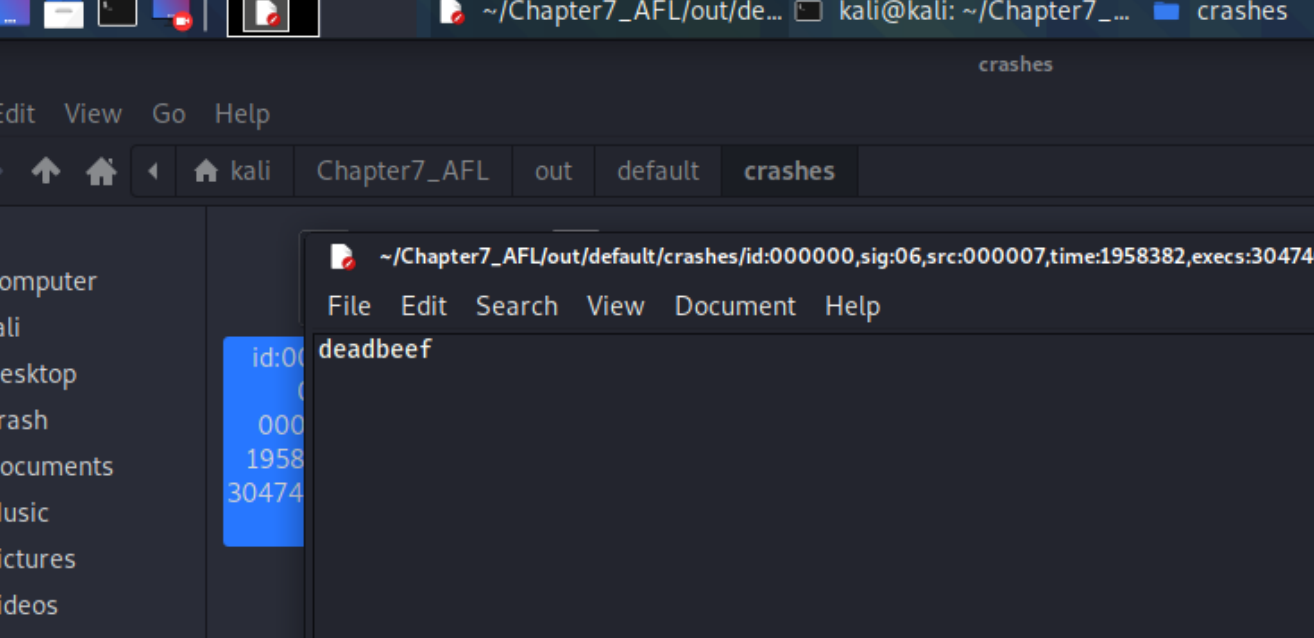 ~/Chapter7_AFL/out/de... kali@kali: ~/Chapter7_... crashes
crashes
Edit View Go Help
kali Chapter7_AFL out default crashes
~/Chapter7_AFL/out/default/crashes/id:000000,sig:06,src:000007,time:1958382,execs:30474
File Edit Search View Document Help
deadbeef
omputer
ali
esktop
rash
ocuments
usic
ictures
ideos
id:00
0
000
1958
30474